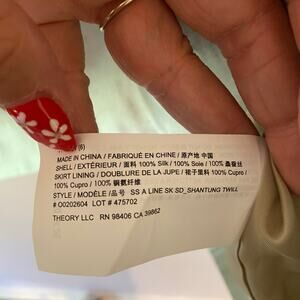 (6)
MADE IN CHINA / FABRIQUÉ EN CHINE / 原产地 中国
SHELL / EXTÉRIEUR / 面料 100% Silk / 100% Soie / 100% 桑蚕丝
SKIRT LINING / DOUBLURE DE LA JUPE / 裙子里料 100% Cupro /
100% Cupro / 100% 铜氨纤维
STYLE / MODÈLE /品号 SS A LINE SK SD_SHANTUNG TWILL
# O0202604 LOT # 475702
THEORY LLC RN 98406 CA 39862